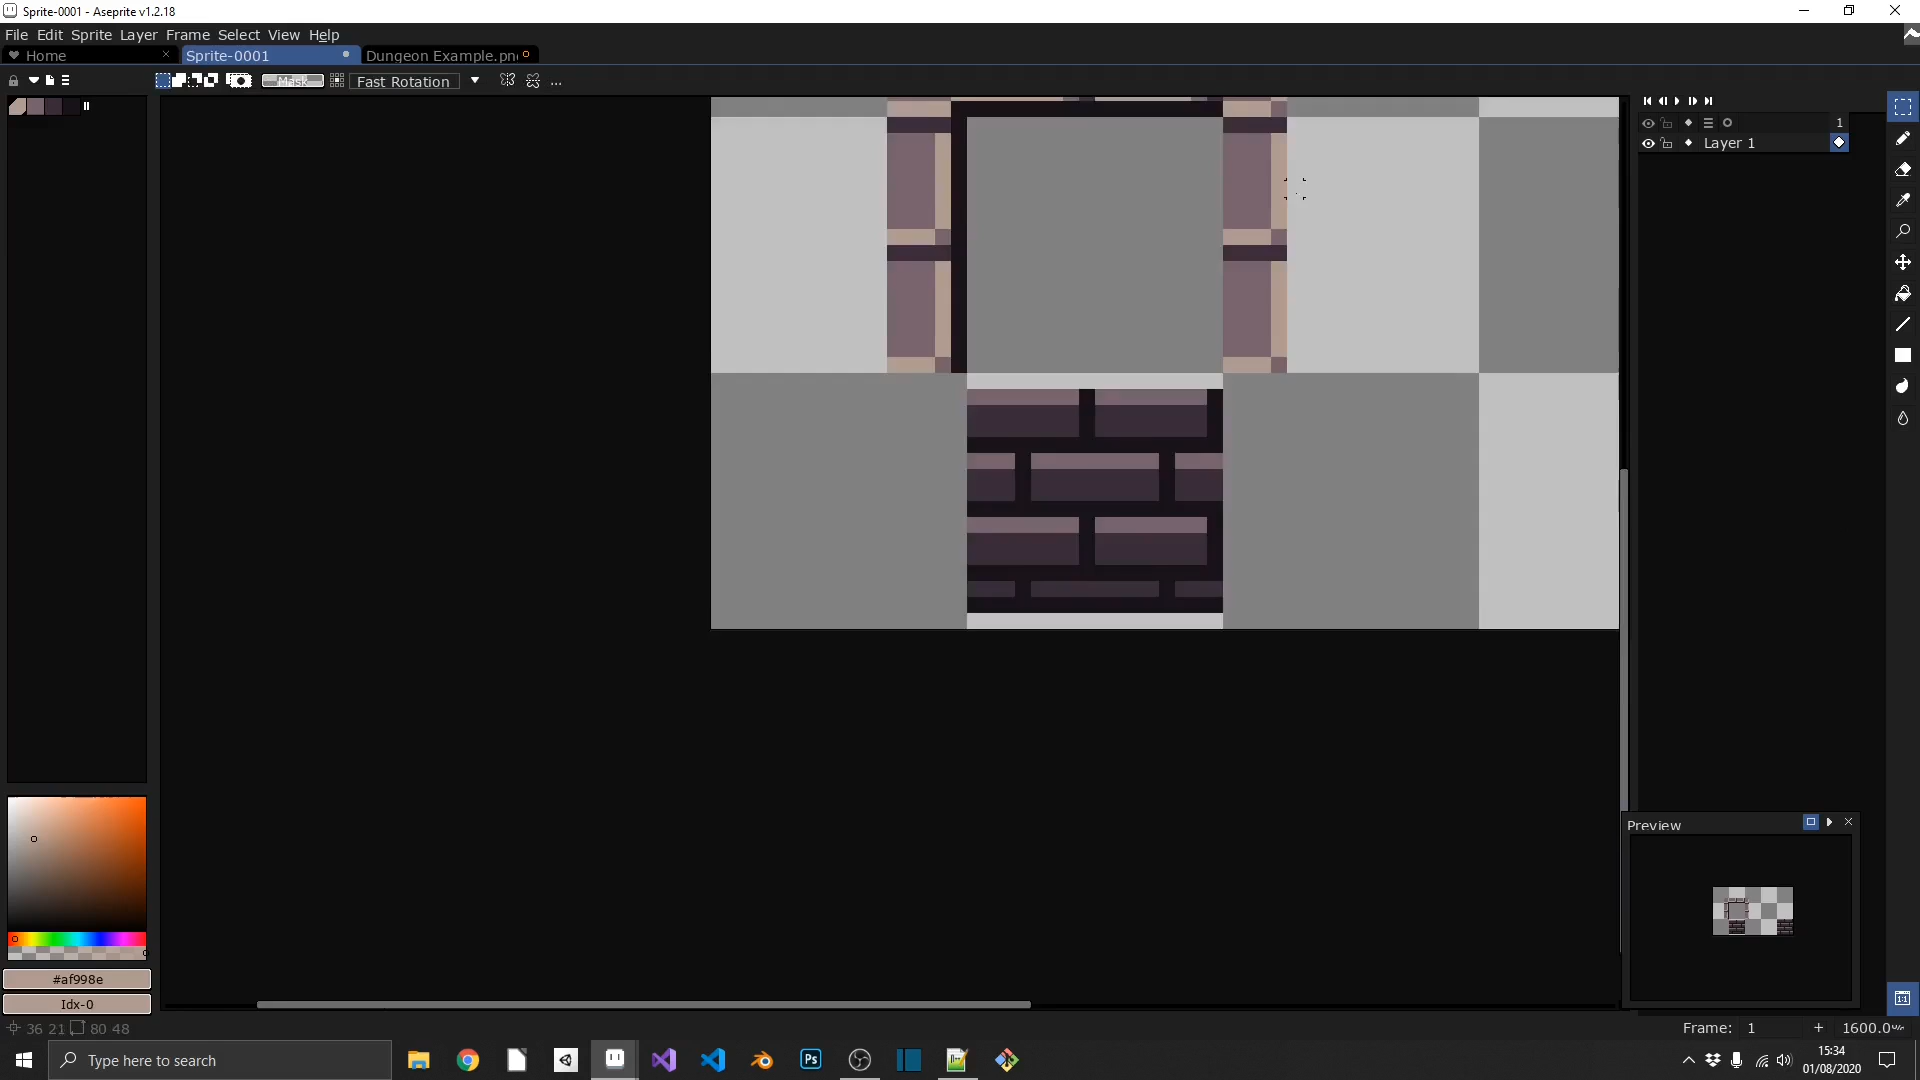 Sprite-0001 - Aseprite v1.2.18
File Edit Sprite Layer Frame Select View Help
Home Sprite-0001 Dungeon Example.pn
Mask Fast Rotation ...
1
Layer 1
Preview
#af998e
Idx-0
36 21 80 48
Frame: 1 + 1600.0
Type here to search
Ps
15:34
01/08/2020